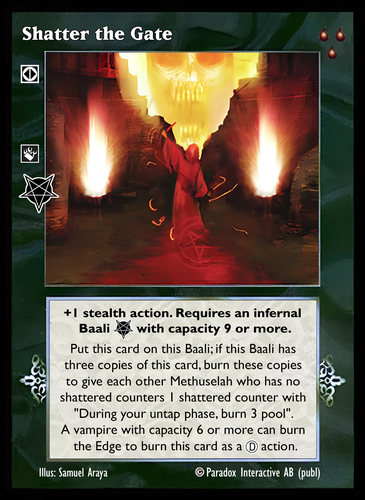 Shatter the Gate
+1 stealth action. Requires an infernal
Baali with capacity 9 or more.
Put this card on this Baali; if this Baali has
three copies of this card, burn these copies
to give each other Methuselah who has no
shattered counters 1 shattered counter with
"During your untap phase, burn 3 pool".
A vampire with capacity 6 or more can burn
the Edge to burn this card as a Ⓓ action.
Illus: Samuel Araya © Paradox Interactive AB (publ)